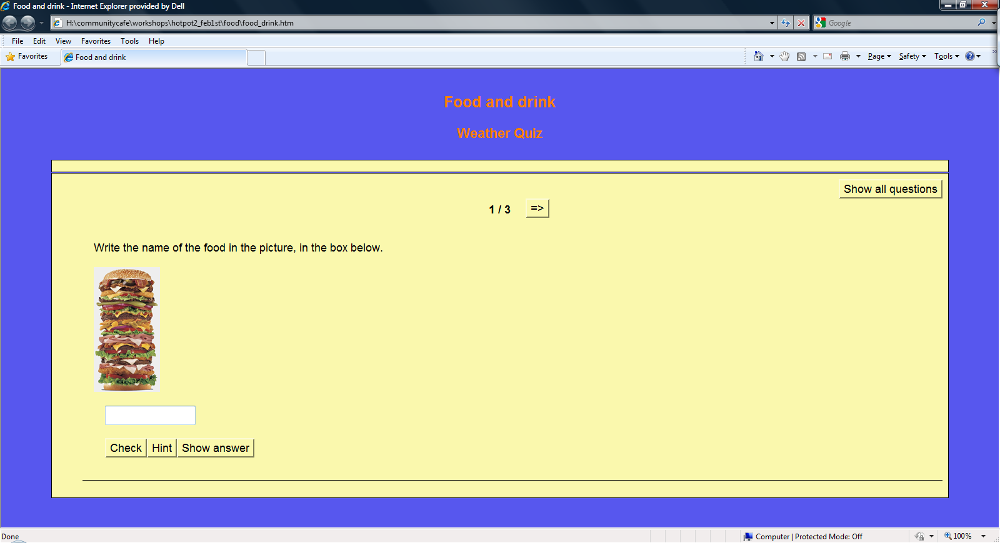 Food and drink - Internet Explorer provided by Dell
H:\communitycafe\workshops\hotpot2_feb1st\food\food_drink.htm
Google
File Edit View Favorites Tools Help
Favorites
Food and drink
Page Safety Tools
Food and drink
Weather Quiz
Show all questions
1 / 3 =>
Write the name of the food in the picture, in the box below.
Check Hint Show answer
Done
Computer | Protected Mode: Off
100%